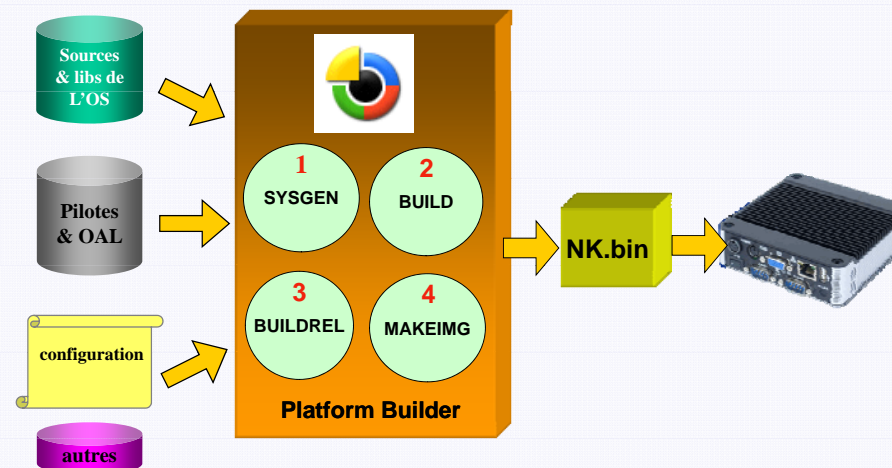 Sources
& libs de
L'OS
Pilotes
& OAL
configuration
autres
1
SYSGEN
2
BUILD
3
BUILDREL
4
MAKEIMG
Platform Builder
NK.bin